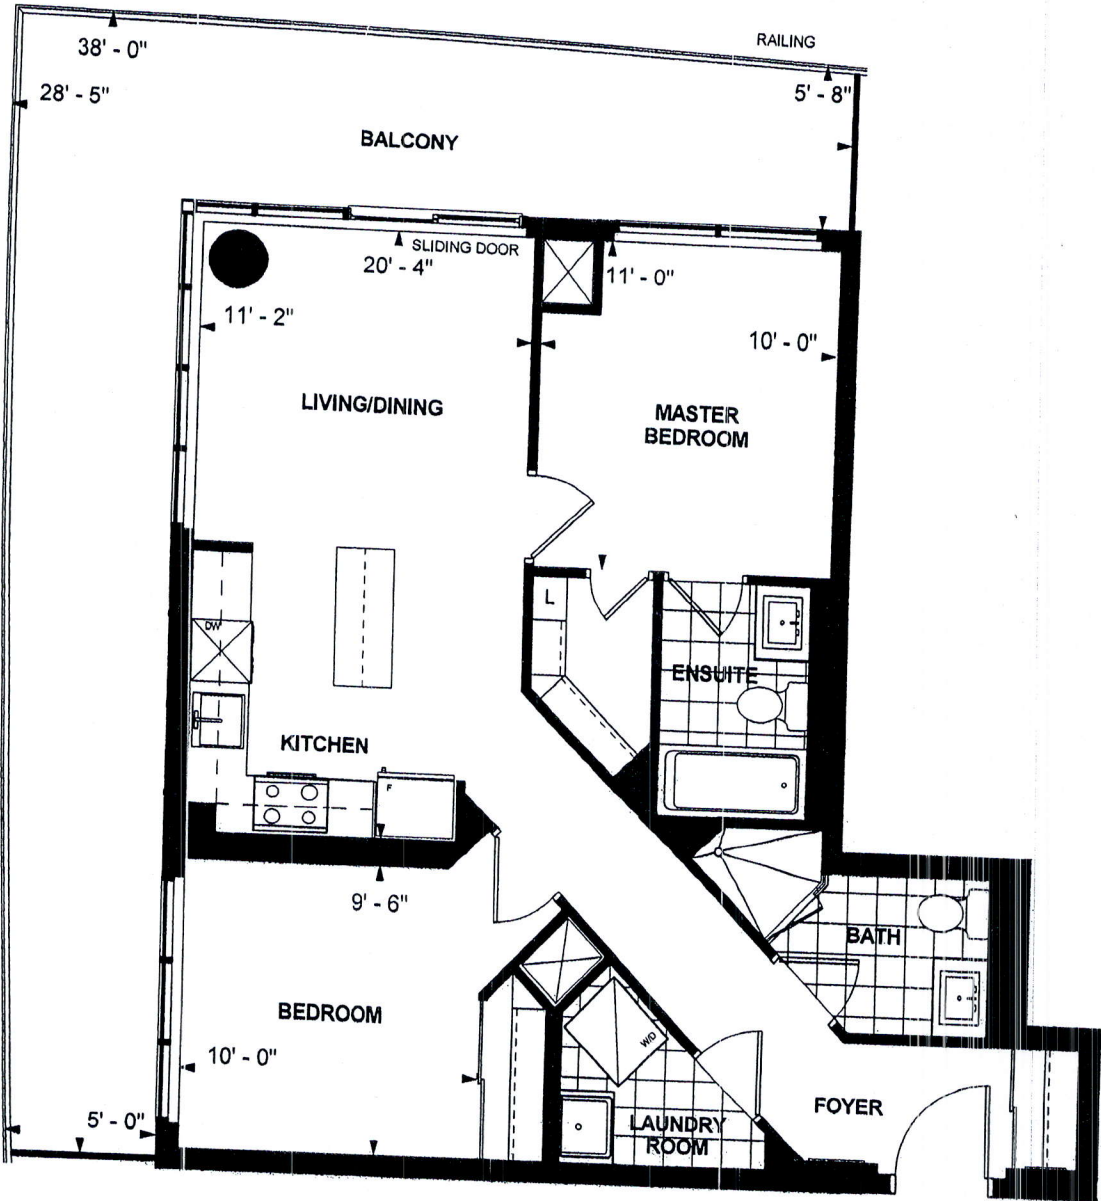 RAILING
38' - 0"
28' - 5"
5' - 8"
BALCONY
SLIDING DOOR
20' - 4"
11' - 0"
11' - 2"
10' - 0"
LIVING/DINING
MASTER
BEDROOM
L
DW
ENSUITE
KITCHEN
F
9' - 6"
BATH
BEDROOM
W/D
10' - 0"
5' - 0"
LAUNDRY
ROOM
FOYER